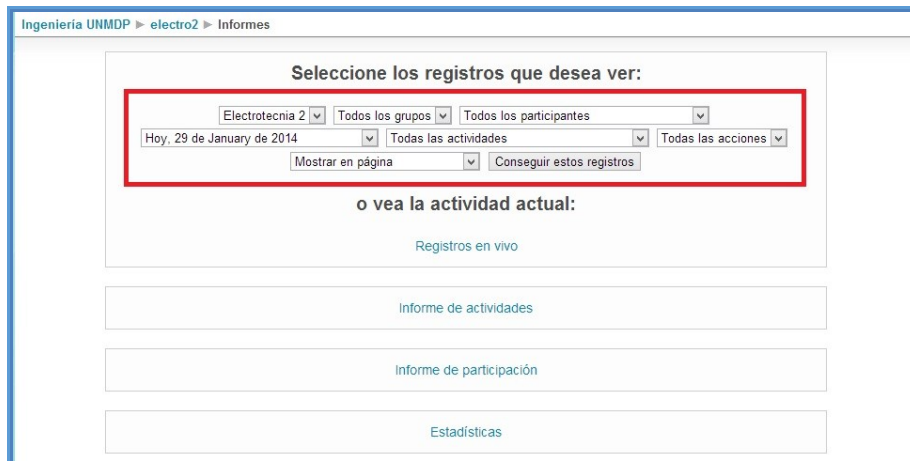 Ingeniería UNMDP ► electro2 ► Informes
Seleccione los registros que desea ver:
Electrotecnia 2 Todos los grupos Todos los participantes
Hoy, 29 de January de 2014 Todas las actividades Todas las acciones
Mostrar en página Conseguir estos registros
o vea la actividad actual:
Registros en vivo
Informe de actividades
Informe de participación
Estadísticas